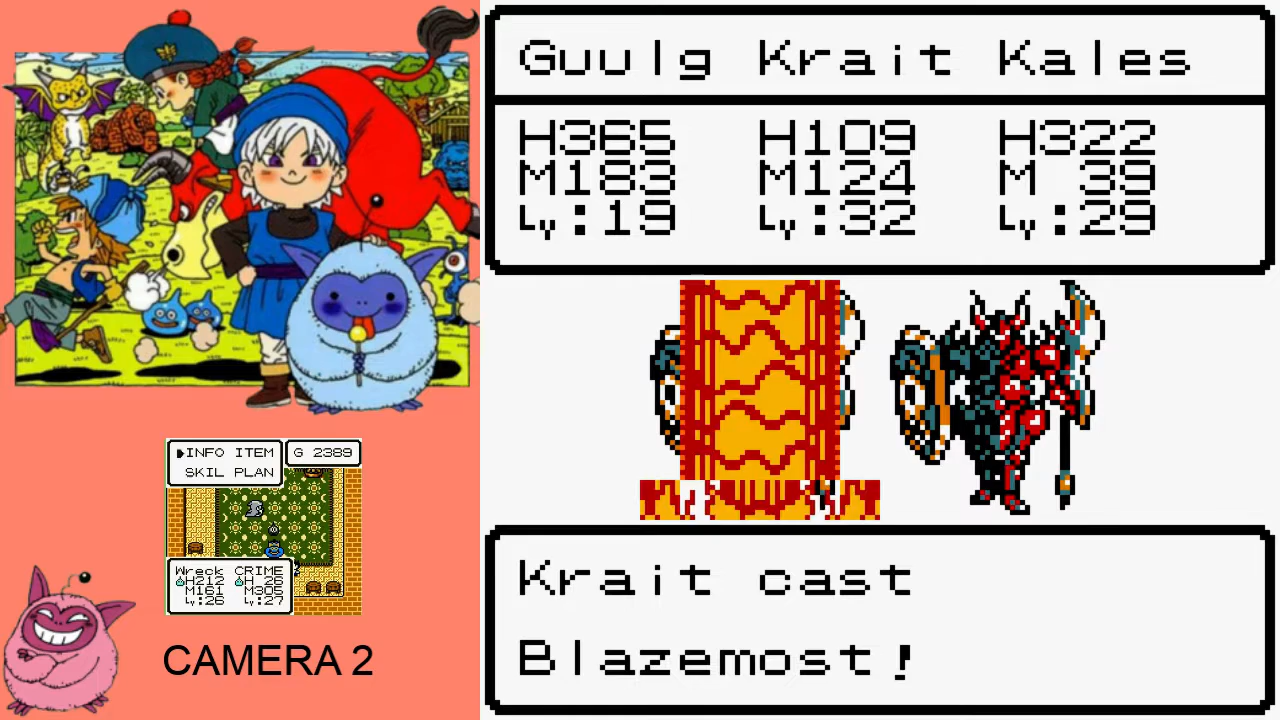 Guulg Krait Kales
H365 H109 H322
M183 M124 M 39
Lv:19 Lv:32 Lv:29
Krait cast
Blazemost!
▶INFO ITEM
SKIL PLAN
G 2389
Wreck CRIME
H212 H 26
M161 M305
Lv:26 Lv:27
CAMERA 2